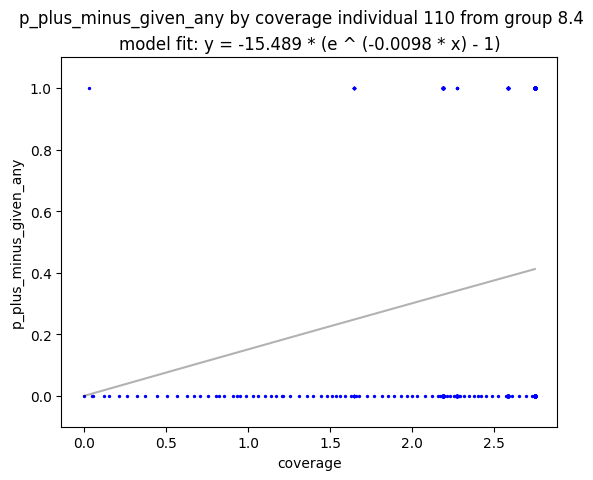 p_plus_minus_given_any by coverage individual 110 from group 8.4
model fit: y = -15.489 * (e ^ (-0.0098 * x) - 1)
1.0
0.8
0.6
0.4
0.2
0.0
p_plus_minus_given_any
0.0 0.5 1.0 1.5 2.0 2.5
coverage